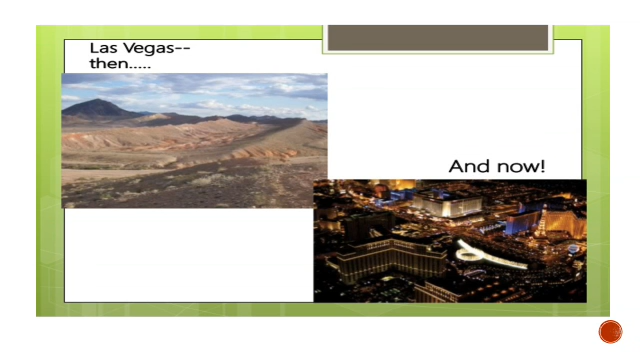 Las Vegas--
then.....
And now!